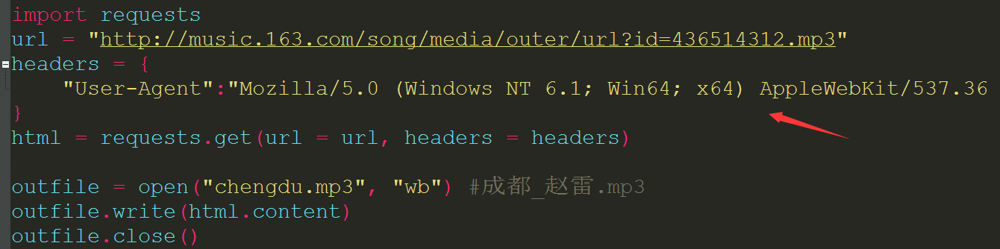 import requests
url = "http://music.163.com/song/media/outer/url?id=436514312.mp3"
headers = {
    "User-Agent":"Mozilla/5.0 (Windows NT 6.1; Win64; x64) AppleWebKit/537.36
}
html = requests.get(url = url, headers = headers)
outfile = open("chengdu.mp3", "wb") #成都_赵雷.mp3
outfile.write(html.content)
outfile.close()